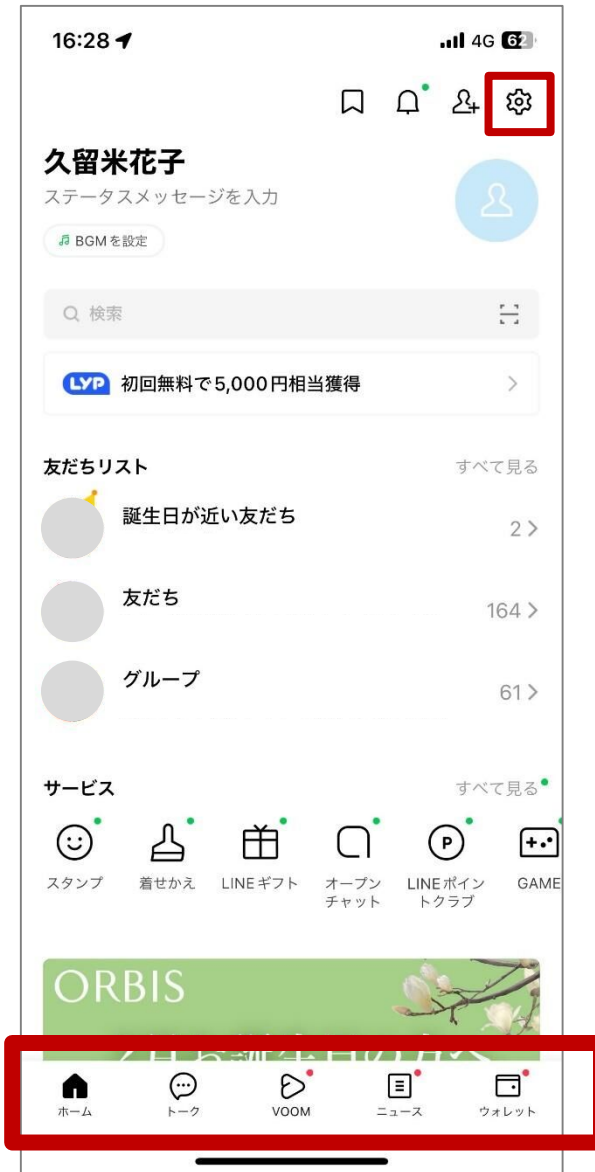 16:28
4G 62
久留米花子
ステータスメッセージを入力
BGMを設定
検索
LYP 初回無料で5,000円相当獲得
友だちリスト すべて見る
誕生日が近い友だち
2
友だち
164
グループ
61
サービス すべて見る
P
スタンプ 着せかえ LINEギフト オープン LINEポイン GAME
チャット トクラブ
ORBIS
ホーム トーク VOOM ニュース ウォレット